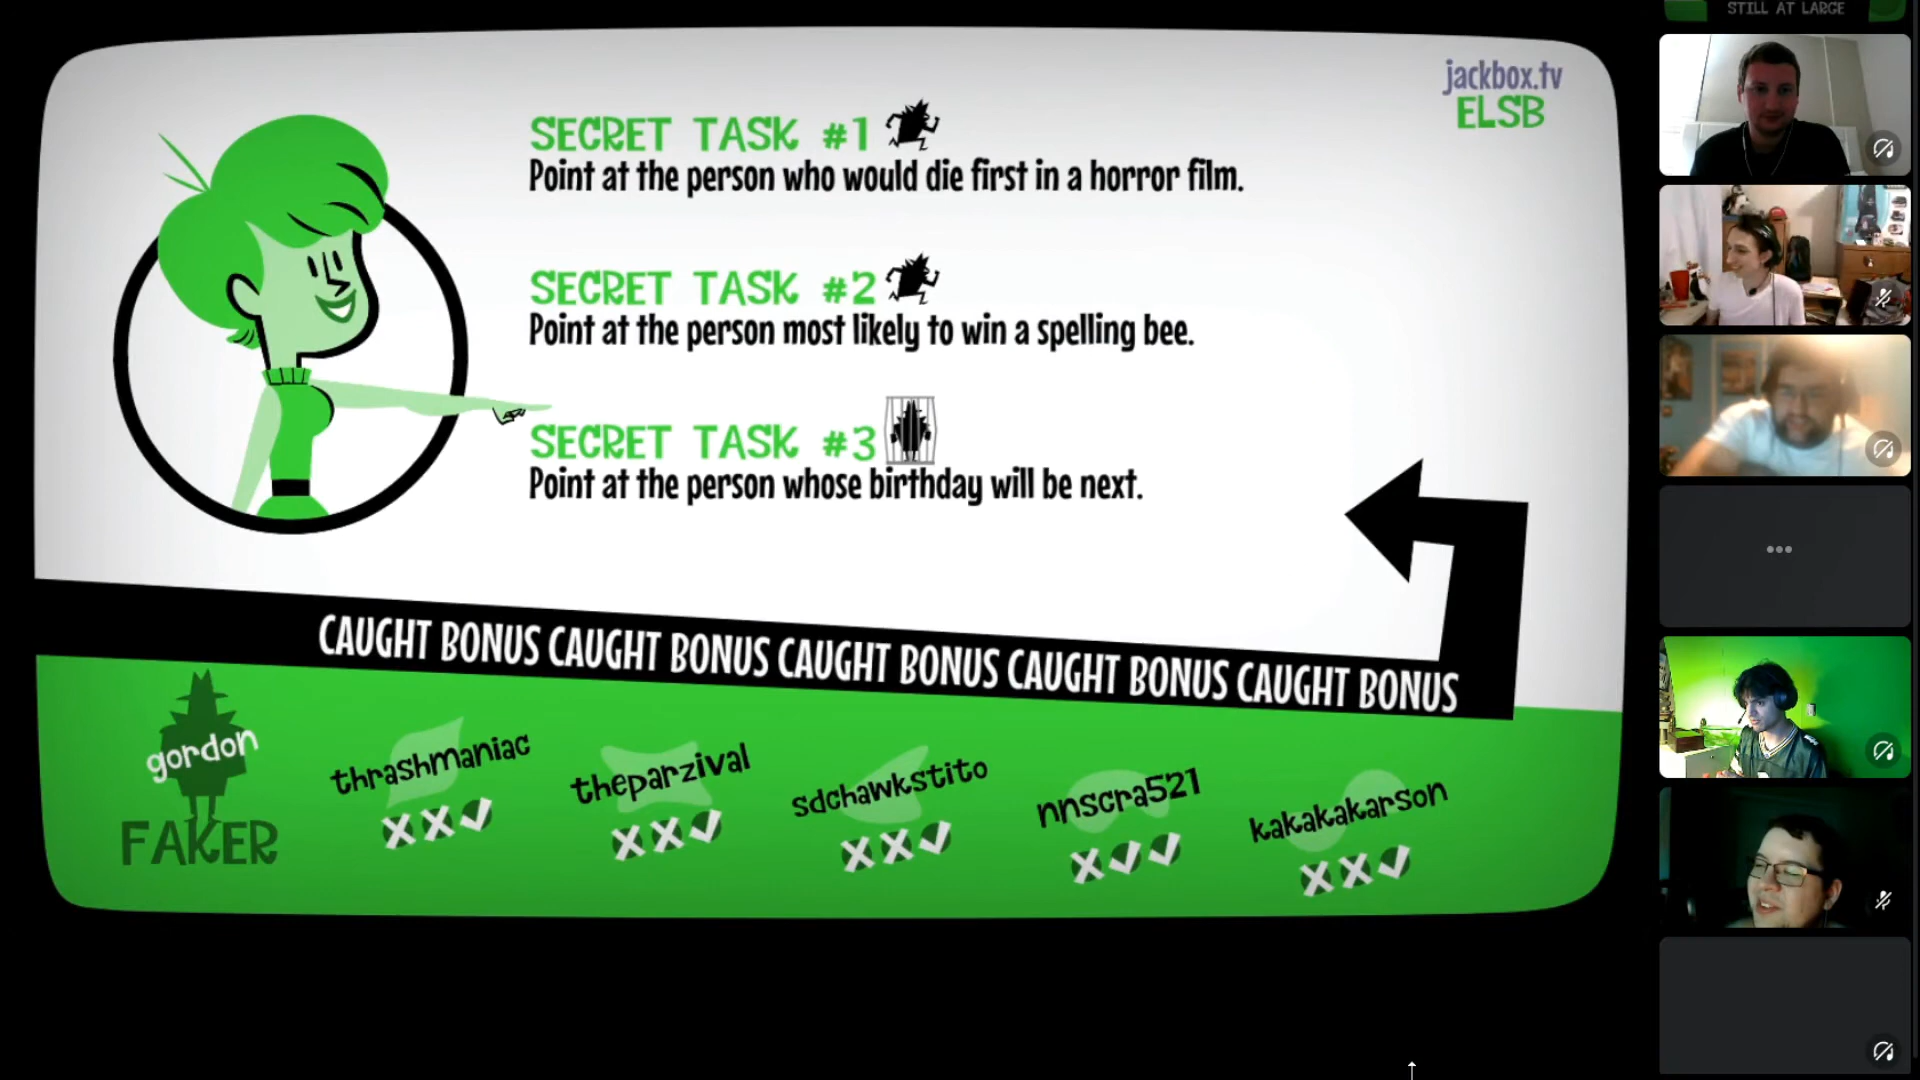 STILL AT LARGE
jackbox.tv
ELSB
SECRET TASK #1
Point at the person who would die first in a horror film.
SECRET TASK #2
Point at the person most likely to win a spelling bee.
SECRET TASK #3
Point at the person whose birthday will be next.
CAUGHT BONUS CAUGHT BONUS CAUGHT BONUS CAUGHT BONUS CAUGHT BONUS
gordon
FAKER
thrashmaniac
theparzival
sdchawkstito
nnscra521
kakakakarson